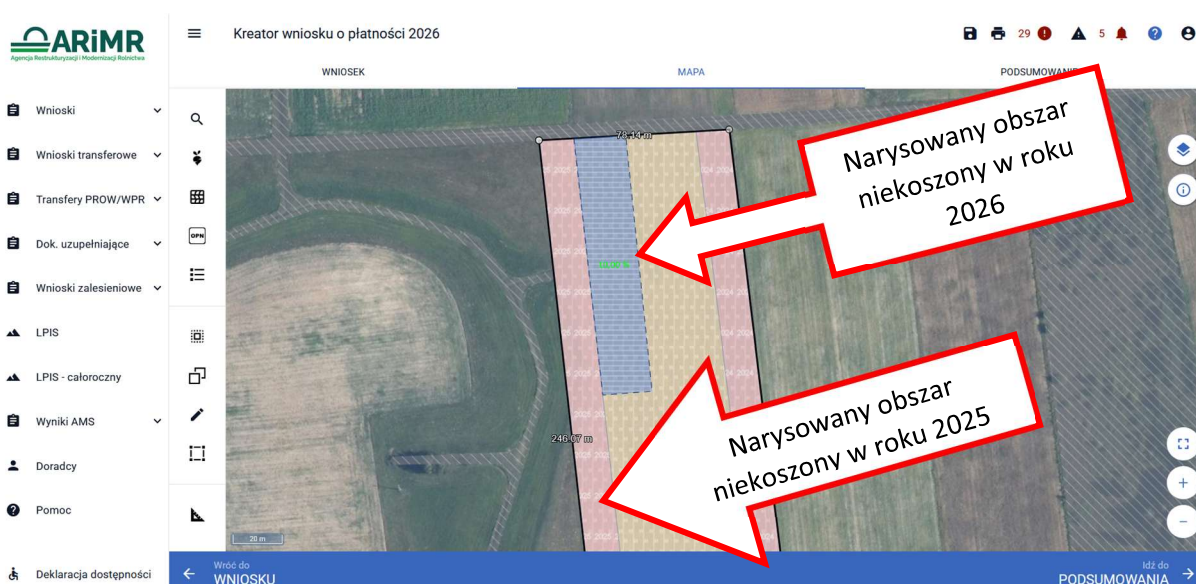 ARiMR
Agencja Restrukturyzacji i Modernizacji Rolnictwa
Kreator wniosku o płatności 2026
29
5
WNIOSEK
MAPA
PODSUMOWANIE
Wnioski
Wnioski transferowe
Transfery PROW/WPR
Dok. uzupełniające
Wnioski zalesieniowe
LPIS
LPIS - całoroczny
Wyniki AMS
Doradcy
Pomoc
Deklaracja dostępności
OPN
78.14 m
Narysowany obszar
niekoszony w roku
2026
Narysowany obszar
niekoszony w roku 2025
246.07 m
20 m
Wróć do
WNIOSKU
Idź do
PODSUMOWANIA